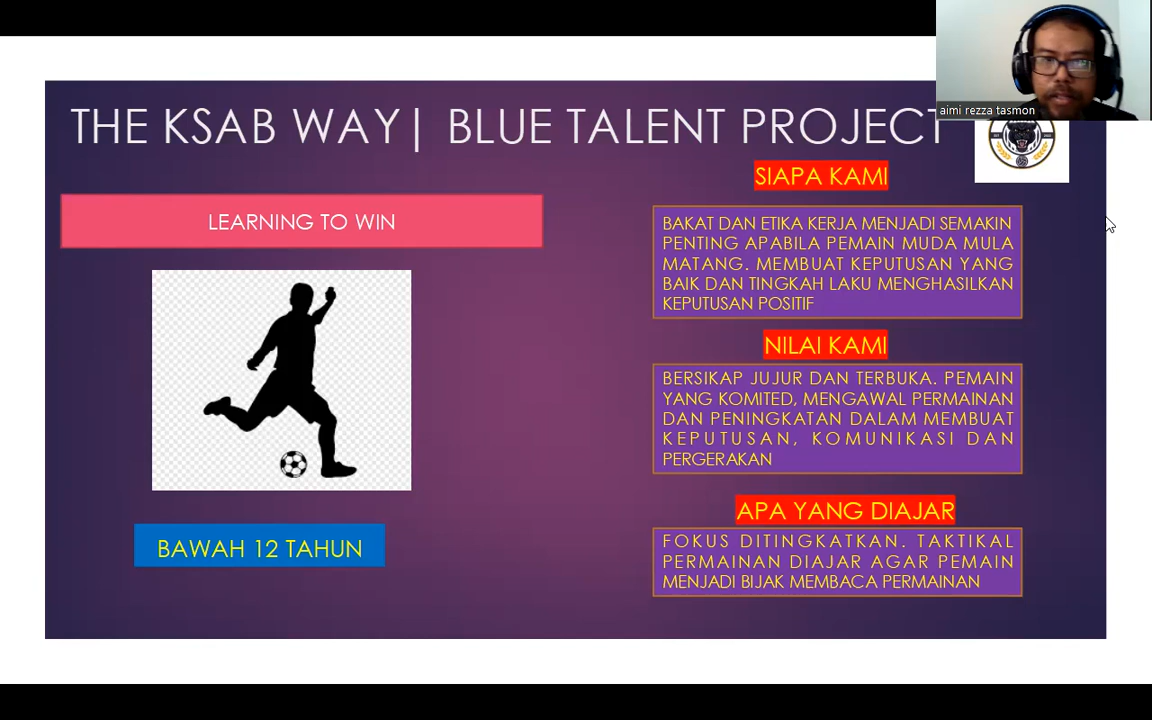 THE KSAB WAY| BLUE TALENT PROJECT
aimi rezza tasmon
LEARNING TO WIN
BAWAH 12 TAHUN
SIAPA KAMI
BAKAT DAN ETIKA KERJA MENJADI SEMAKIN
PENTING APABILA PEMAIN MUDA MULA
MATANG. MEMBUAT KEPUTUSAN YANG
BAIK DAN TINGKAH LAKU MENGHASILKAN
KEPUTUSAN POSITIF
NILAI KAMI
BERSIKAP JUJUR DAN TERBUKA. PEMAIN
YANG KOMITED, MENGAWAL PERMAINAN
DAN PENINGKATAN DALAM MEMBUAT
KEPUTUSAN, KOMUNIKASI DAN
PERGERAKAN
APA YANG DIAJAR
FOKUS DITINGKATKAN. TAKTIKAL
PERMAINAN DIAJAR AGAR PEMAIN
MENJADI BIJAK MEMBACA PERMAINAN